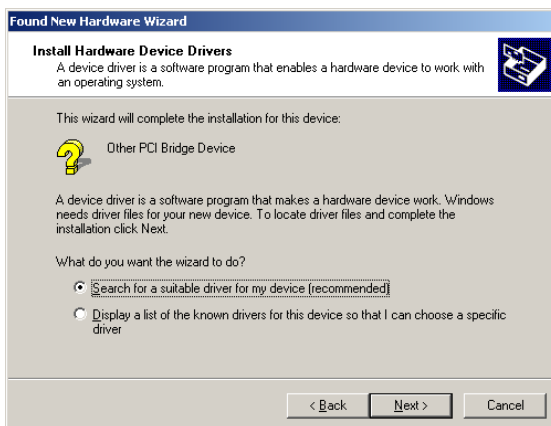 Found New Hardware Wizard
Install Hardware Device Drivers
A device driver is a software program that enables a hardware device to work with
an operating system.
This wizard will complete the installation for this device:
Other PCI Bridge Device
A device driver is a software program that makes a hardware device work. Windows
needs driver files for your new device. To locate driver files and complete the
installation click Next.
What do you want the wizard to do?
Search for a suitable driver for my device (recommended)
Display a list of the known drivers for this device so that I can choose a specific
driver
< Back Next > Cancel